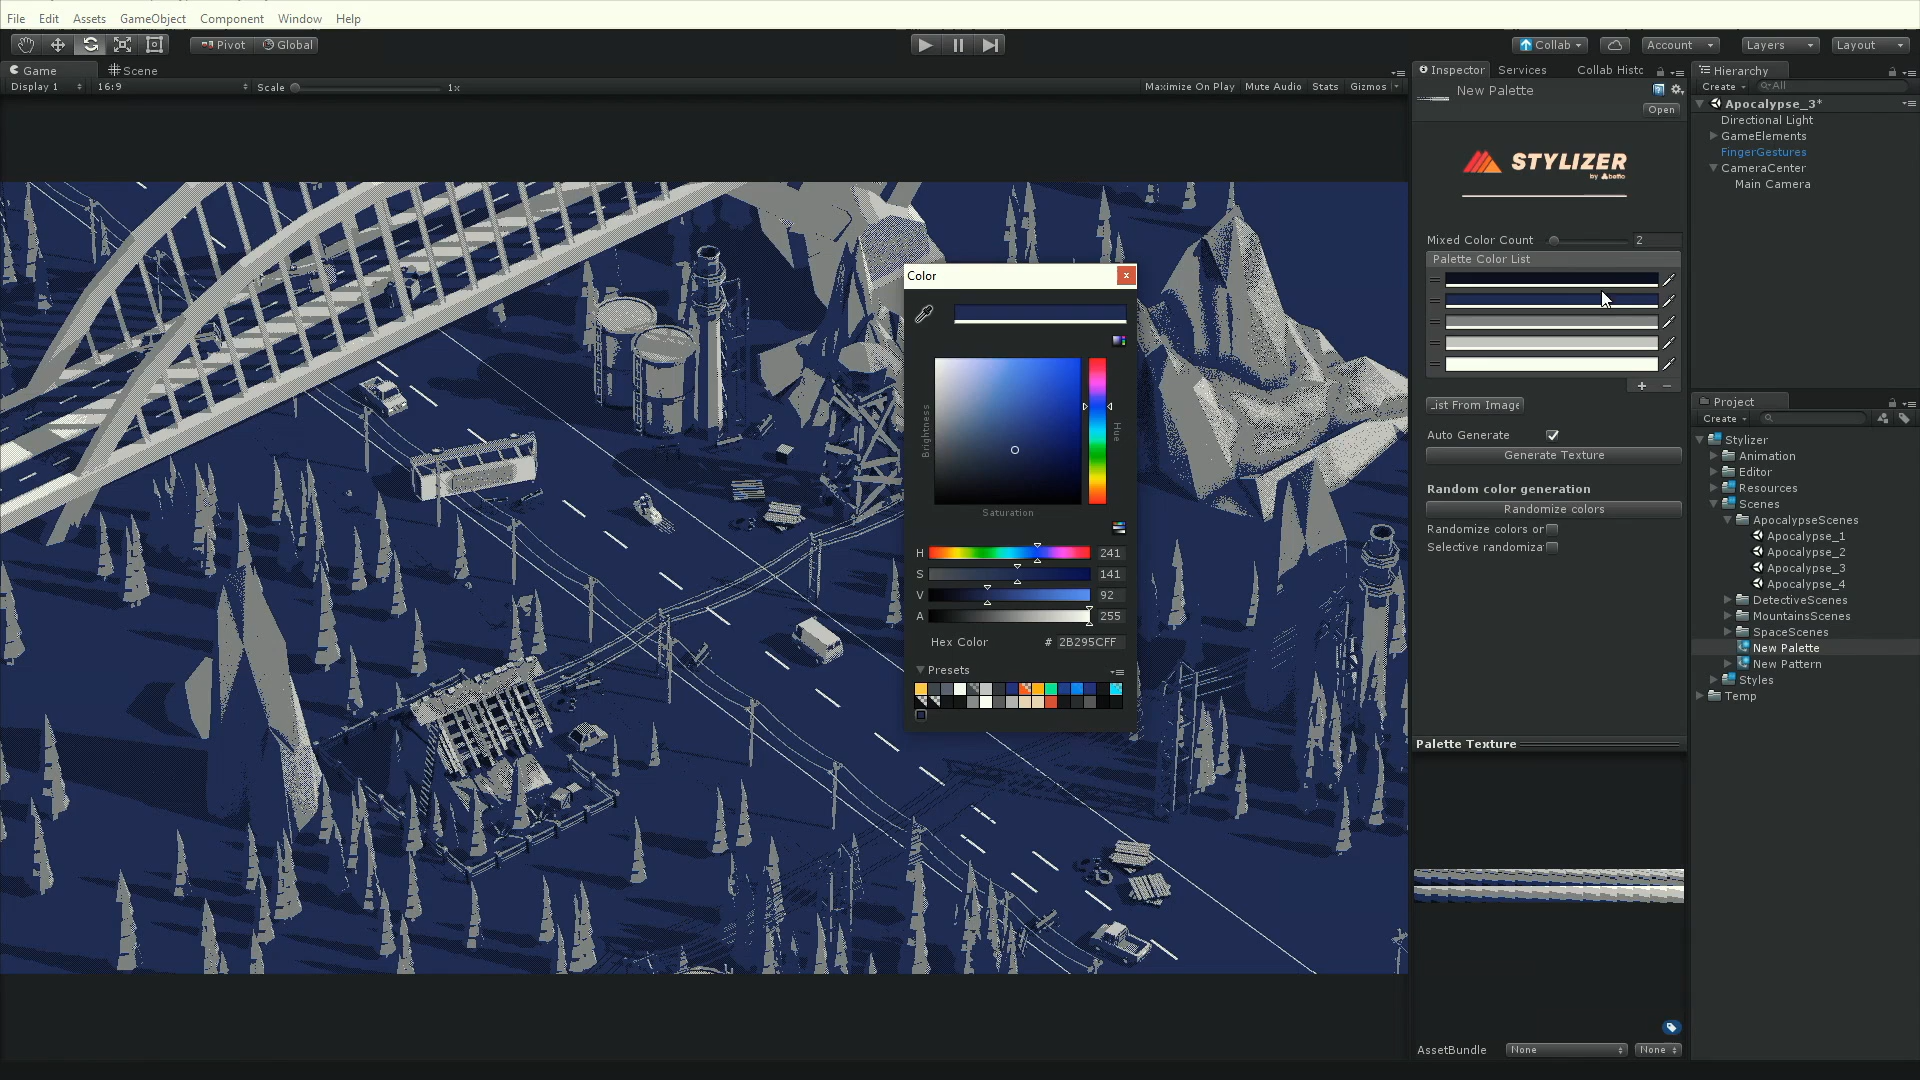 File Edit Assets GameObject Component Window Help
Pivot Global
Collab Account Layers Layout
Game Scene
Display 1 16:9 Scale 1x
Maximize On Play Mute Audio Stats Gizmos
Inspector Services Collab Histc
New Palette
Open
STYLIZER
by Beffio
Mixed Color Count 2
Palette Color List
List From Image
Auto Generate
Generate Texture
Random color generation
Randomize colors
Randomize colors or
Selective randomiza
Palette Texture
AssetBundle None None
Hierarchy
Create All
Apocalypse_3*
Directional Light
GameElements
FingerGestures
CameraCenter
Main Camera
Project
Create
Stylizer
Animation
Editor
Resources
Scenes
ApocalypseScenes
Apocalypse_1
Apocalypse_2
Apocalypse_3
Apocalypse_4
DetectiveScenes
MountainsScenes
SpaceScenes
New Palette
New Pattern
Styles
Temp
Color
Brightness
Hue
Saturation
H 241
S 141
V 92
A 255
Hex Color # 2B295CFF
Presets